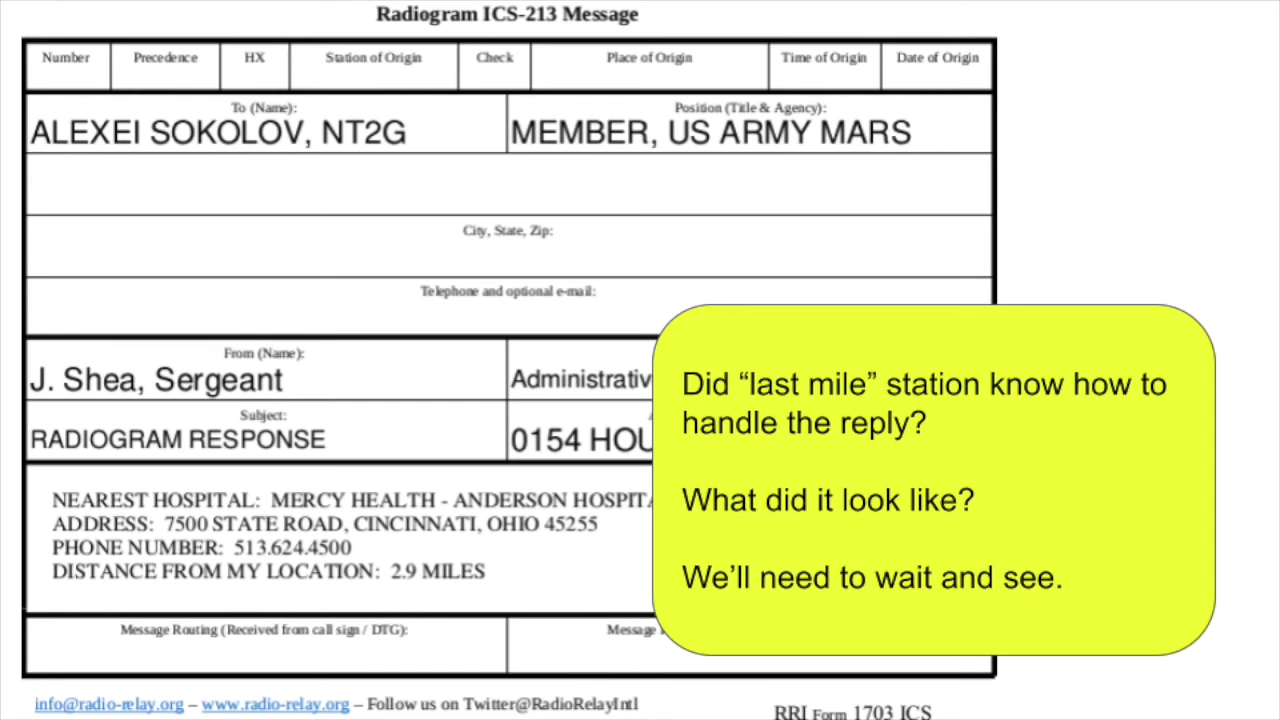 Radiogram ICS-213 Message
Number Precedence HX Station of Origin Check Place of Origin Time of Origin Date of Origin
To (Name): Position (Title & Agency):
ALEXEI SOKOLOV, NT2G MEMBER, US ARMY MARS
City, State, Zip:
Telephone and optional e-mail:
From (Name):
J. Shea, Sergeant
Subject:
RADIOGRAM RESPONSE 0154
NEAREST HOSPITAL: MERCY HEALTH - ANDERSON
ADDRESS: 7500 STATE ROAD, CINCINNATI, OHIO 45255
PHONE NUMBER: 513.624.4500
DISTANCE FROM MY LOCATION: 2.9 MILES
Message Routing (Received from call sign / DTG): Message
Did “last mile” station know how to
handle the reply?
What did it look like?
We’ll need to wait and see.
info@radio-relay.org – www.radio-relay.org – Follow us on Twitter@RadioRelayIntl
RRI Form 1703 ICS